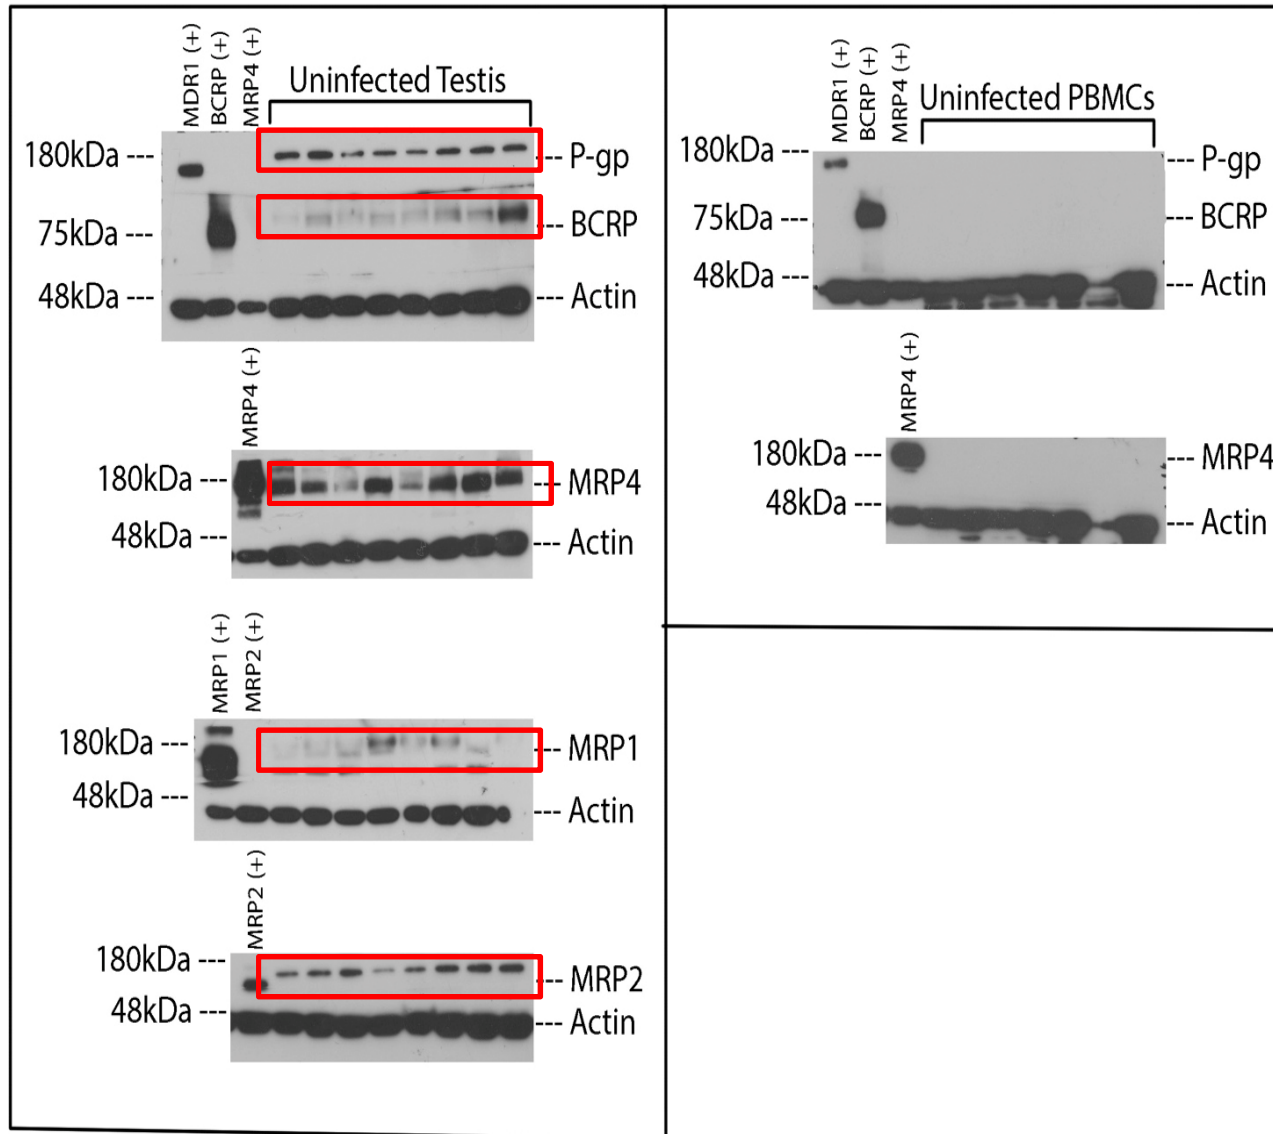 MDR1 (+)
BCRP (+)
MRP4 (+)
Uninfected Testis
180kDa ---
--- P-gp
75kDa ---
--- BCRP
48kDa ---
--- Actin
MRP4 (+)
180kDa ---
--- MRP4
48kDa ---
--- Actin
MRP1 (+)
MRP2 (+)
180kDa ---
--- MRP1
48kDa ---
--- Actin
MRP2 (+)
180kDa ---
--- MRP2
48kDa ---
--- Actin
MDR1 (+)
BCRP (+)
MRP4 (+)
Uninfected PBMCs
180kDa ---
--- P-gp
75kDa ---
--- BCRP
48kDa ---
--- Actin
MRP4 (+)
180kDa ---
--- MRP4
48kDa ---
--- Actin